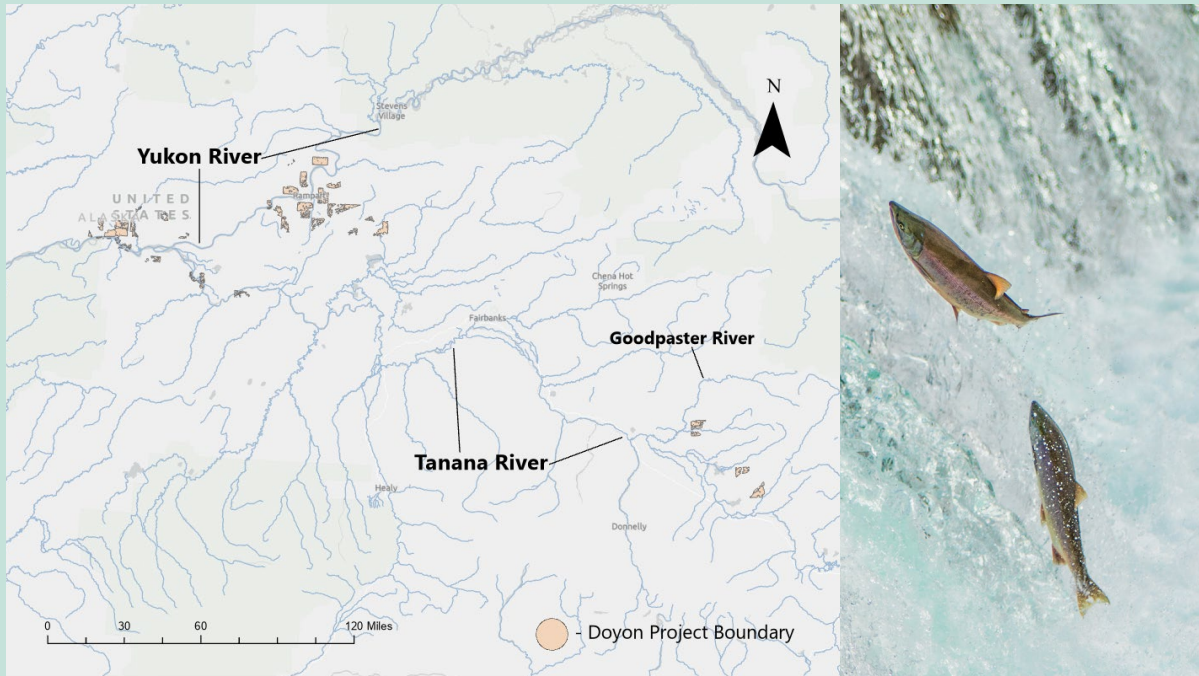 Stevens
Village
N
Yukon River
UNITED
STATES
ALASKA
Rampart
Chena Hot
Springs
Fairbanks
Goodpaster River
Tanana River
Healy
Donnelly
0 30 60 120 Miles
- Doyon Project Boundary